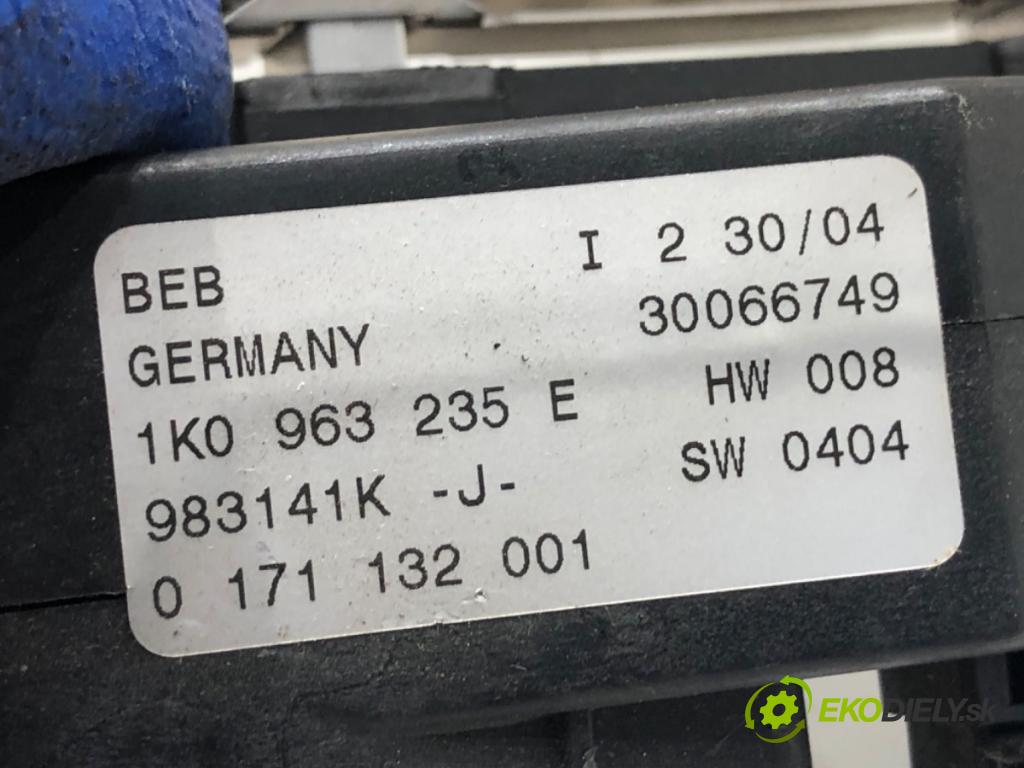 BEB I 2 30/04
GERMANY 30066749
1K0 963 235 E HW 008
983141K -J- SW 0404
0 171 132 001
EKODIELY.sk